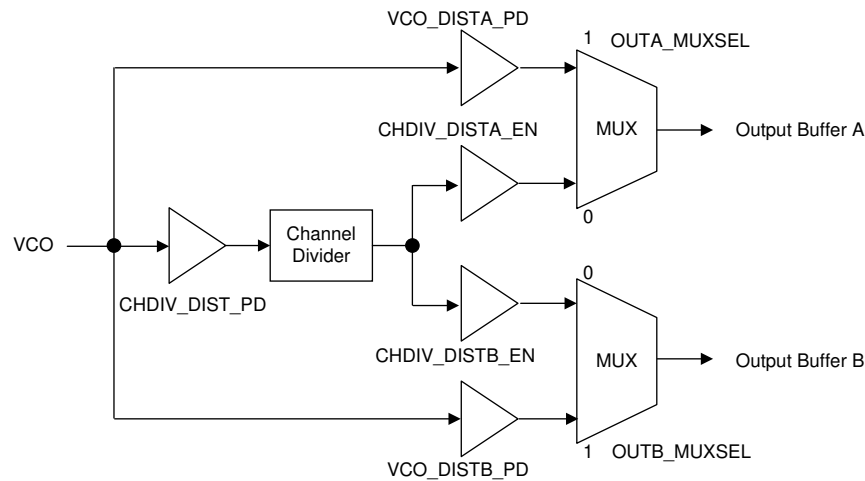 VCO_DISTA_PD
1
OUTA_MUXSEL
MUX
Output Buffer A
CHDIV_DISTA_EN
0
VCO
Channel
Divider
CHDIV_DIST_PD
0
CHDIV_DISTB_EN
MUX
Output Buffer B
1
OUTB_MUXSEL
VCO_DISTB_PD